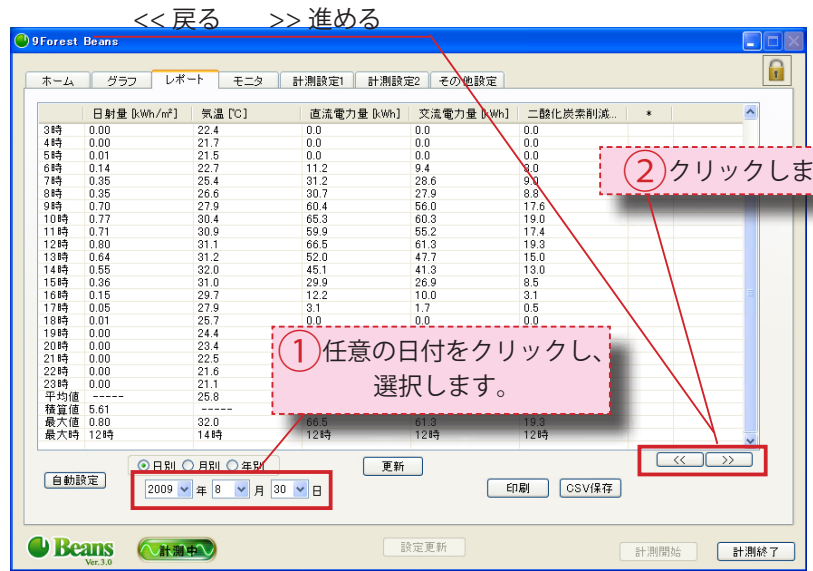 << 戻る >> 進める
9Forest Beans
ホーム グラフ レポート モニタ 計測設定1 計測設定2 その他設定
日射量 [kWh/m²] 気温 [℃] 直流電力量 [kWh] 交流電力量 [kWh] 二酸化炭素削減... *
3時 0.00 22.4 0.0 0.0 0.0
4時 0.00 21.7 0.0 0.0 0.0
5時 0.01 21.5 0.0 0.0 0.0
6時 0.14 22.7 11.2 9.4 3.0
7時 0.35 25.4 31.2 28.6 9.0
8時 0.35 26.6 30.7 27.9 8.8
9時 0.70 27.9 60.4 56.0 17.6
10時 0.77 30.4 65.3 60.3 19.0
11時 0.71 30.9 59.9 55.2 17.4
12時 0.80 31.1 66.5 61.3 19.3
13時 0.64 31.2 52.0 47.7 15.0
14時 0.55 32.0 45.1 41.3 13.0
15時 0.36 31.0 29.9 26.9 8.5
16時 0.15 29.7 12.2 10.0 3.1
17時 0.05 27.9 3.1 1.7 0.5
18時 0.01 25.7 0.0 0.0 0.0
19時 0.00 24.4
20時 0.00 23.4
21時 0.00 22.5
22時 0.00 21.6
23時 0.00 21.1
平均値 ----- 25.8
積算値 5.61 -----
最大値 0.80 32.0 66.5 61.3 19.3
最大時 12時 14時 12時 12時 12時
②クリックしま
①任意の日付をクリックし、
選択します。
<< >>
日別 月別 年別 更新
自動設定
2009 年 8 月 30 日 印刷 CSV保存
Beans Ver.3.0 計測中 設定更新 計測開始 計測終了